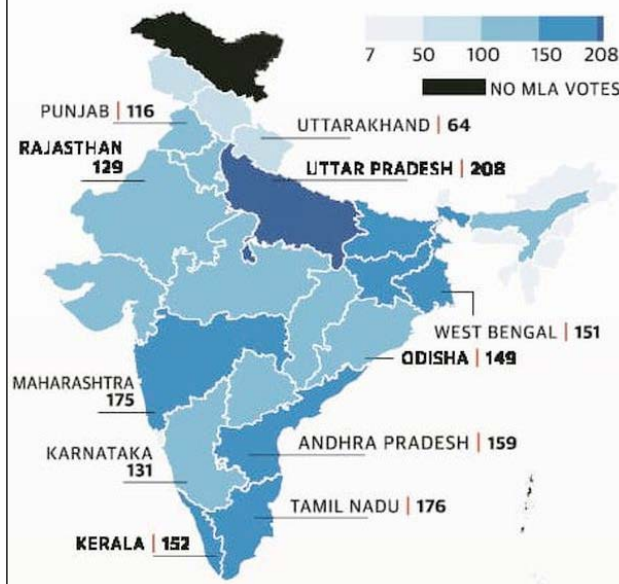 7 50 100 150 208
NO MLA VOTES
PUNJAB | 116
UTTARAKHAND | 64
RAJASTHAN
129
UTTAR PRADESH | 208
WEST BENGAL | 151
ODISHA | 149
MAHARASHTRA
175
KARNATAKA
131
ANDHRA PRADESH | 159
TAMIL NADU | 176
KERALA | 152